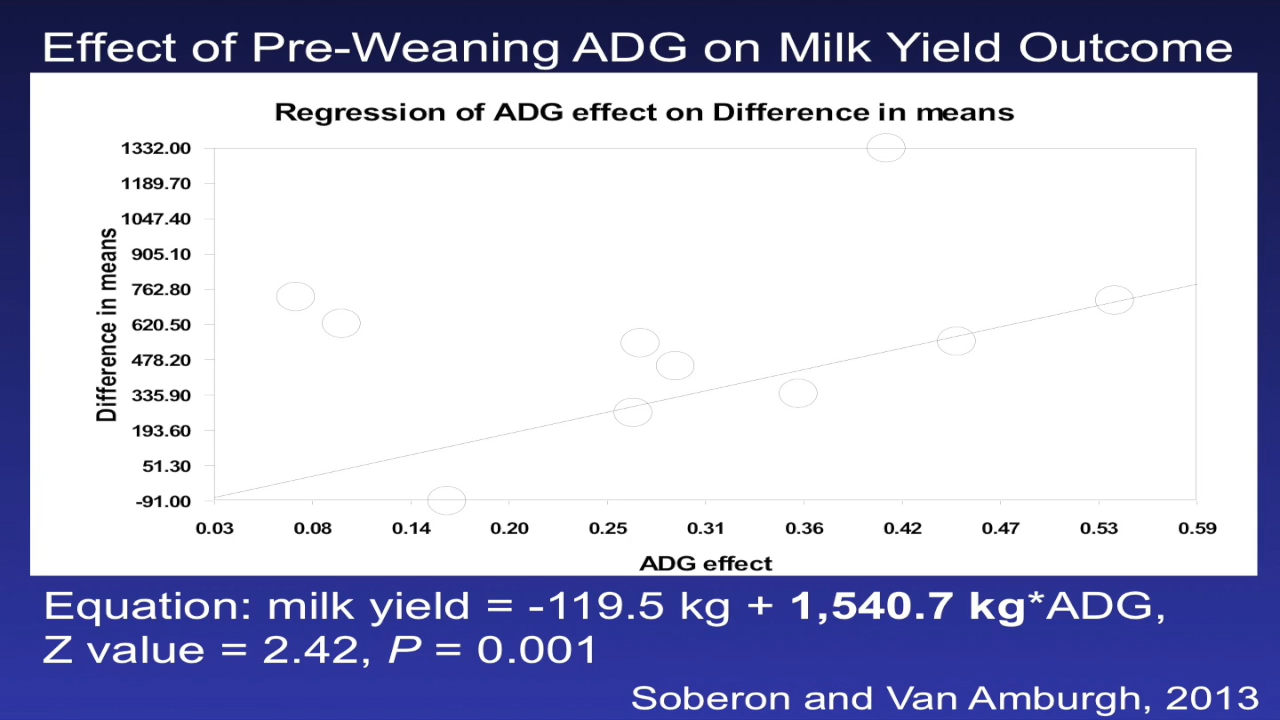 Effect of Pre-Weaning ADG on Milk Yield Outcome
Regression of ADG effect on Difference in means
Difference in means
1332.00
1189.70
1047.40
905.10
762.80
620.50
478.20
335.90
193.60
51.30
-91.00
0.03 0.08 0.14 0.20 0.25 0.31 0.36 0.42 0.47 0.53 0.59
ADG effect
Equation: milk yield = -119.5 kg + 1,540.7 kg*ADG,
Z value = 2.42, P = 0.001
Soberon and Van Amburgh, 2013